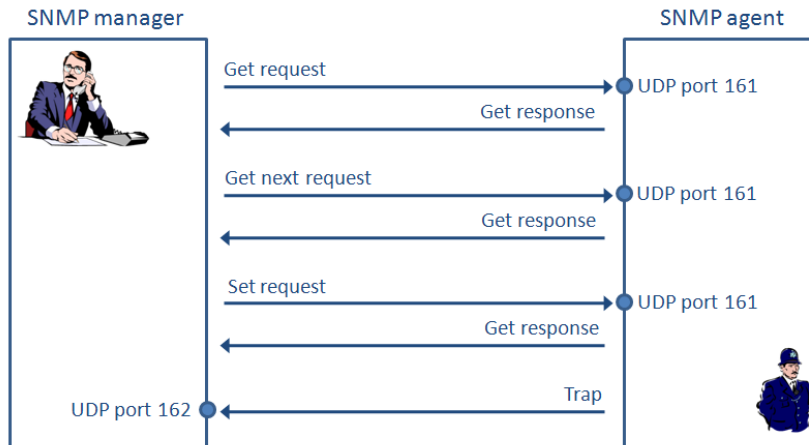 SNMP manager
SNMP agent
Get request
UDP port 161
Get response
Get next request
UDP port 161
Get response
Set request
UDP port 161
Get response
Trap
UDP port 162